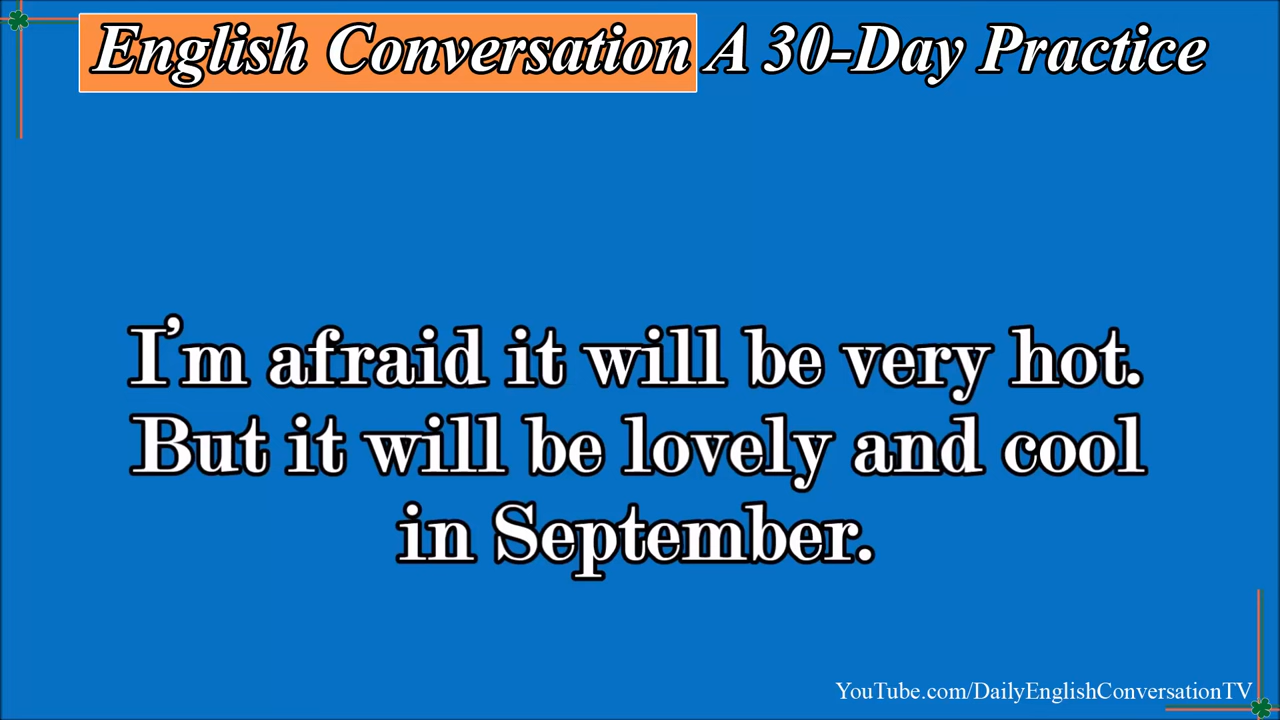 English Conversation A 30-Day Practice
I'm afraid it will be very hot.
But it will be lovely and cool
in September.
YouTube.com/DailyEnglishConversationTV